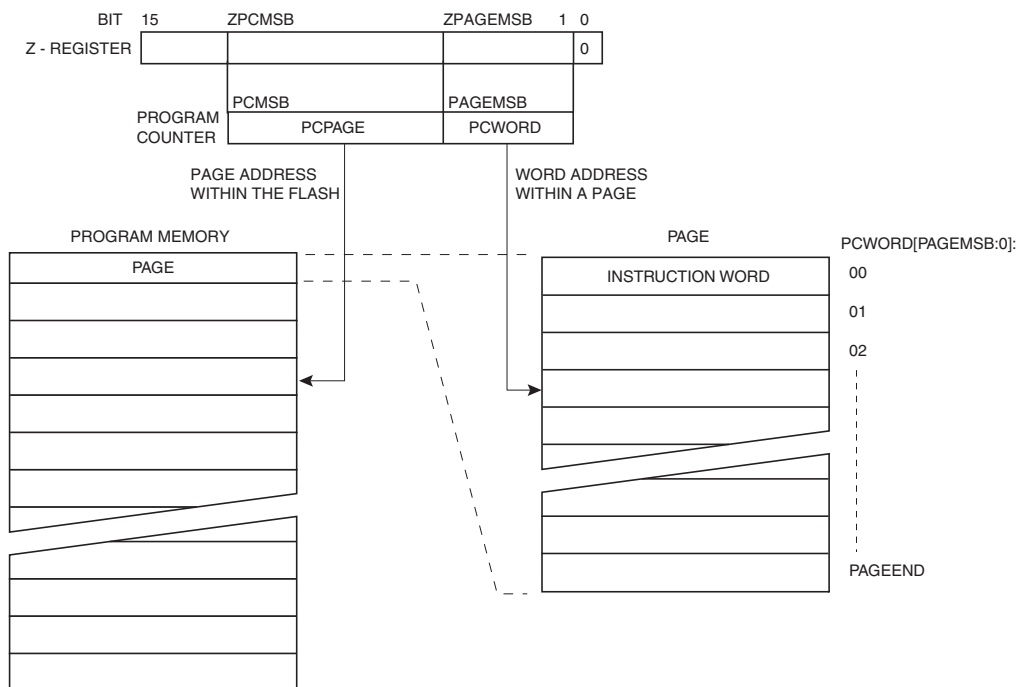 BIT 15 ZPCMSB ZPAGEMSB 1 0
Z - REGISTER 0
PCMSB PAGEMSB
PROGRAM
COUNTER
PCPAGE PCWORD
PAGE ADDRESS
WITHIN THE FLASH
WORD ADDRESS
WITHIN A PAGE
PROGRAM MEMORY
PAGE
PAGE
PCWORD[PAGEMSB:0]:
INSTRUCTION WORD 00
01
02
PAGEEND